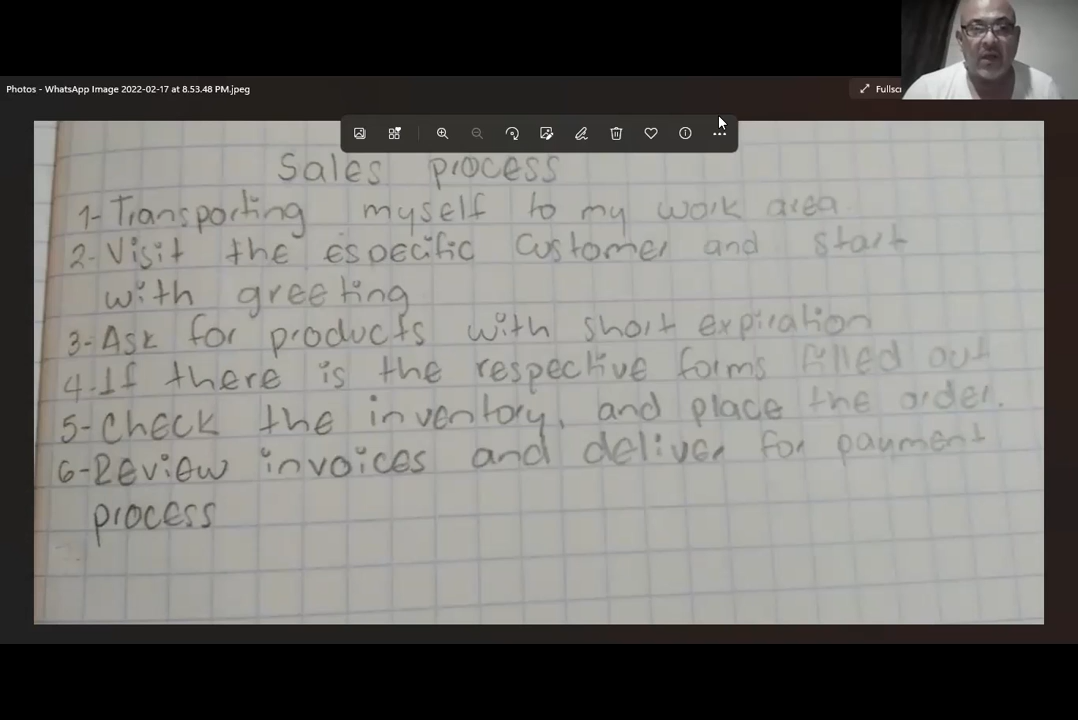 Photos - WhatsApp Image 2022-02-17 at 8.53.48 PM.jpeg
Sales process
1- Transporting myself to my work area
2- Visit the especific customer and start
with greeting
3- Ask for products with short expiration
4. If there is the respective forms filled out
5- Check the inventory, and place the order.
6- Review invoices and deliver for payment
process